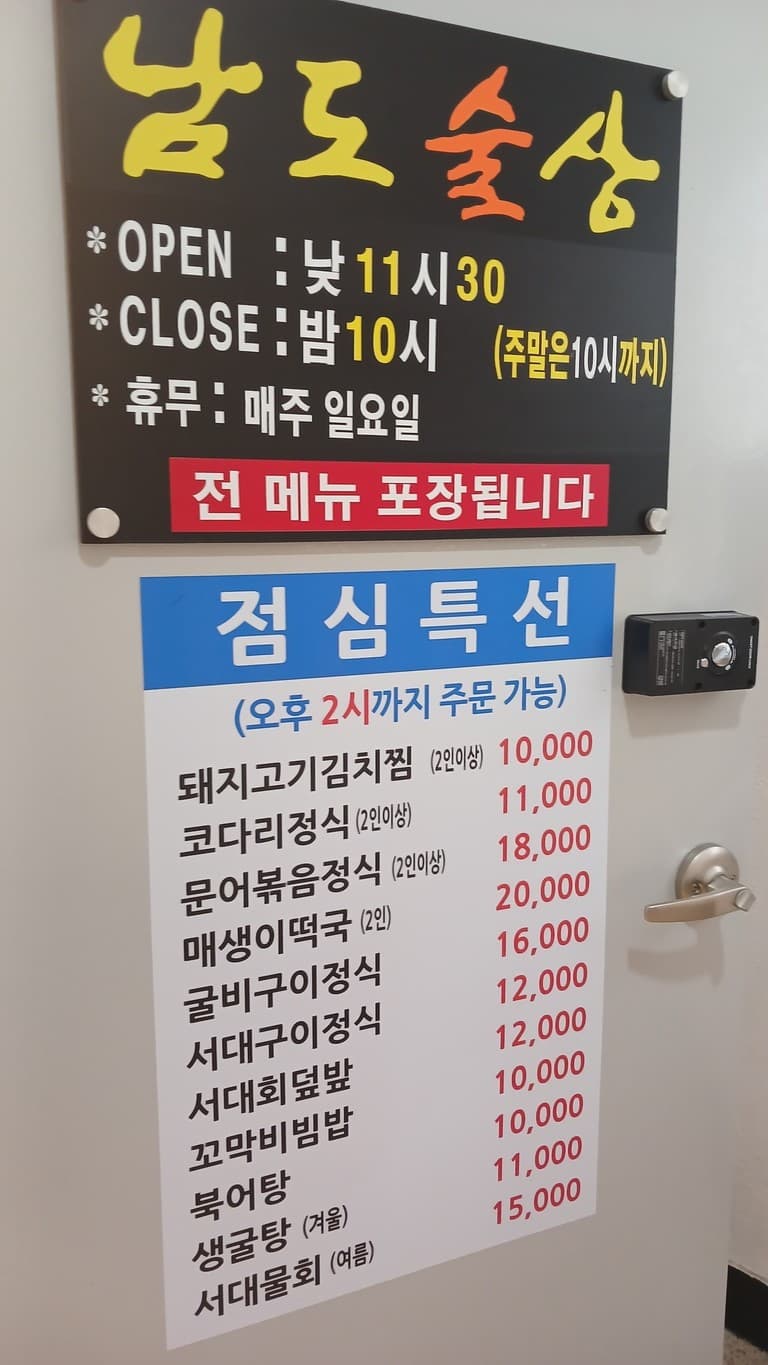 남도술상
* OPEN : 낮 11시30
* CLOSE : 밤10시 (주말은10시까지)
* 휴무 : 매주 일요일
전 메뉴 포장됩니다
점심특선
(오후 2시까지 주문 가능)
돼지고기김치찜 (2인이상) 10,000
코다리정식 (2인이상) 11,000
문어볶음정식 (2인이상) 18,000
매생이떡국 (2인) 20,000
굴비구이정식 16,000
서대구이정식 12,000
서대회덮밮 12,000
꼬막비빔밥 10,000
북어탕 10,000
생굴탕 (겨울) 11,000
서대물회 (여름) 15,000